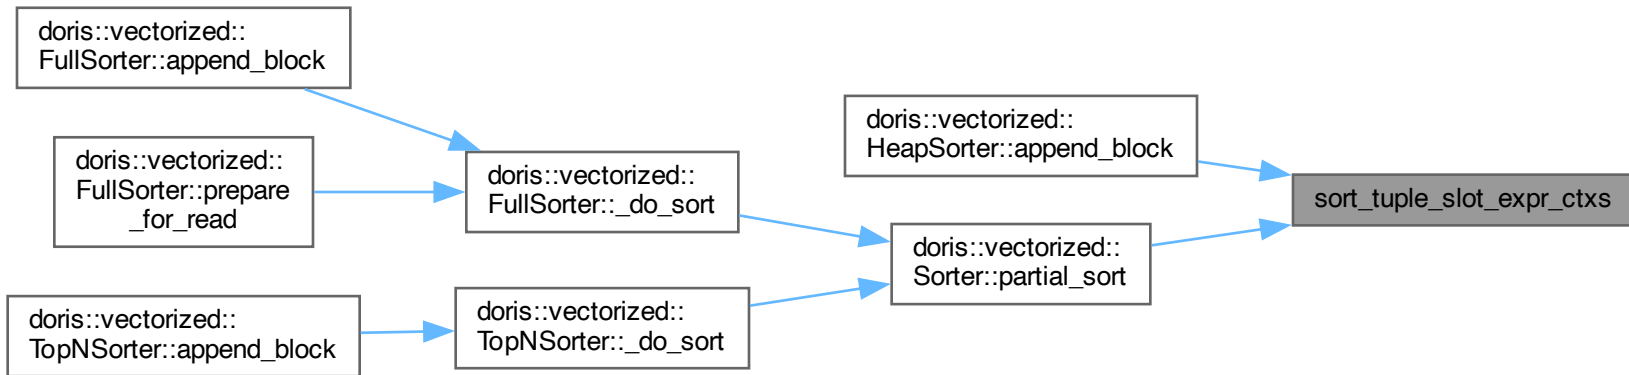 doris::vectorized::
FullSorter::append_block
doris::vectorized::
FullSorter::prepare
_for_read
doris::vectorized::
TopNSorter::append_block
doris::vectorized::
FullSorter::_do_sort
doris::vectorized::
TopNSorter::_do_sort
doris::vectorized::
HeapSorter::append_block
doris::vectorized::
Sorter::partial_sort
sort_tuple_slot_expr_ctxs